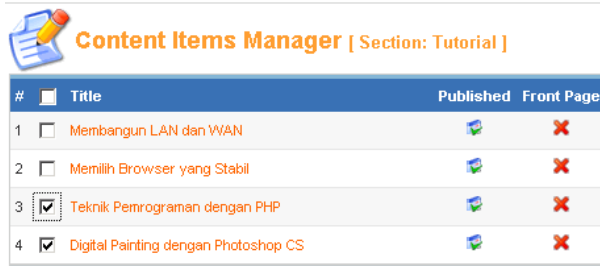 Content Items Manager [ Section: Tutorial ]
# Title Published Front Page
1 Membangun LAN dan WAN
2 Memilih Browser yang Stabil
3 Teknik Pemrograman dengan PHP
4 Digital Painting dengan Photoshop CS